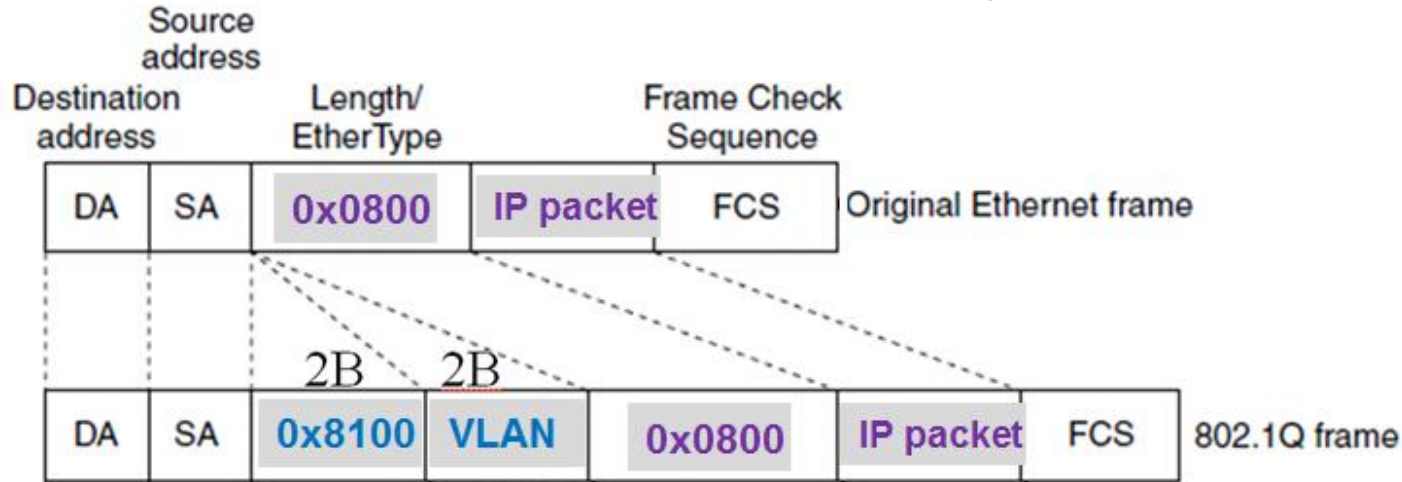 Source
address
Destination
address
Length/
EtherType
Frame Check
Sequence
DA SA 0x0800 IP packet FCS Original Ethernet frame
2B 2B
DA SA 0x8100 VLAN 0x0800 IP packet FCS 802.1Q frame